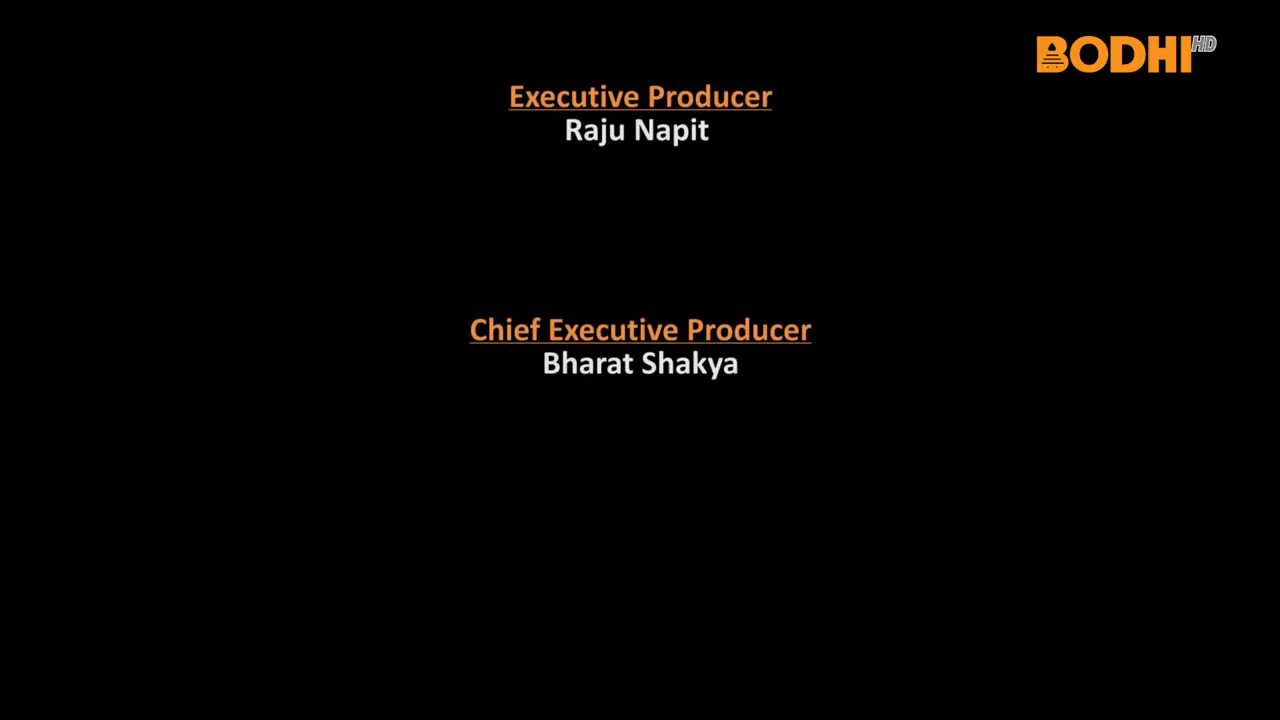 BODHI HD
Executive Producer
Raju Napit
Chief Executive Producer
Bharat Shakya